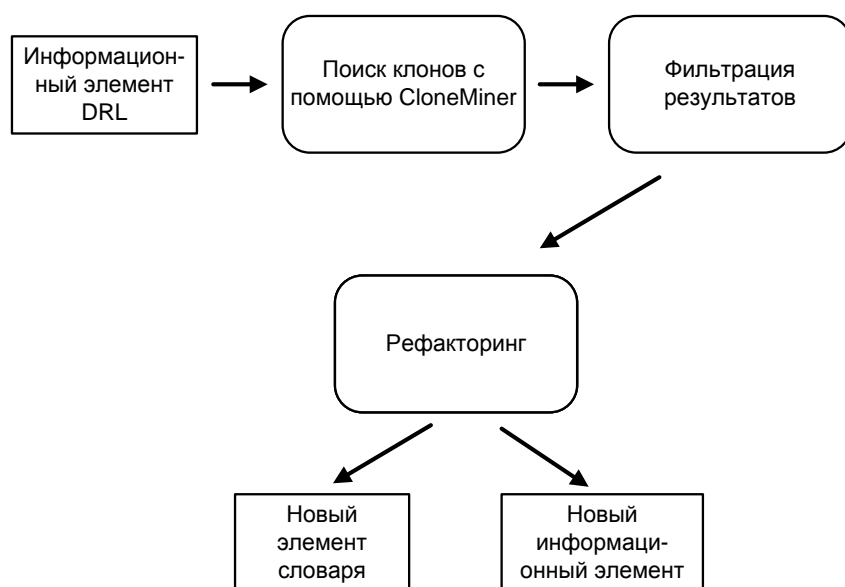 Информацион-
ный элемент
DRL
Поиск клонов с
помощью CloneMiner
Фильтрация
результатов
Рефакторинг
Новый
элемент
словаря
Новый
информаци-
онный элемент